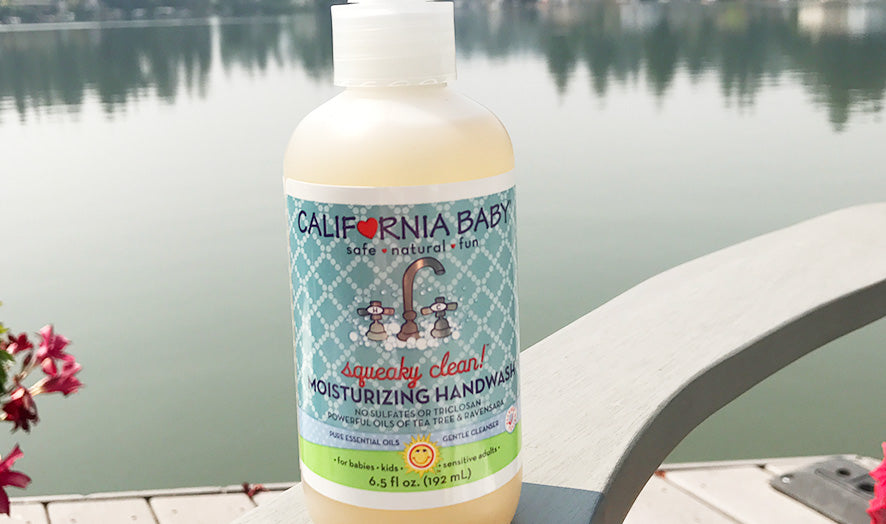 CALIFORNIA BABY
safe • natural • fun
H C
squeaky clean!™
MOISTURIZING HANDWASH
NO SULFATES OR TRICLOSAN
POWERFUL OILS OF TEA TREE & RAVENSARA
PURE ESSENTIAL OILS GENTLE CLEANSER
• for babies • kids • sensitive adults •
6.5 fl oz. (192 mL)